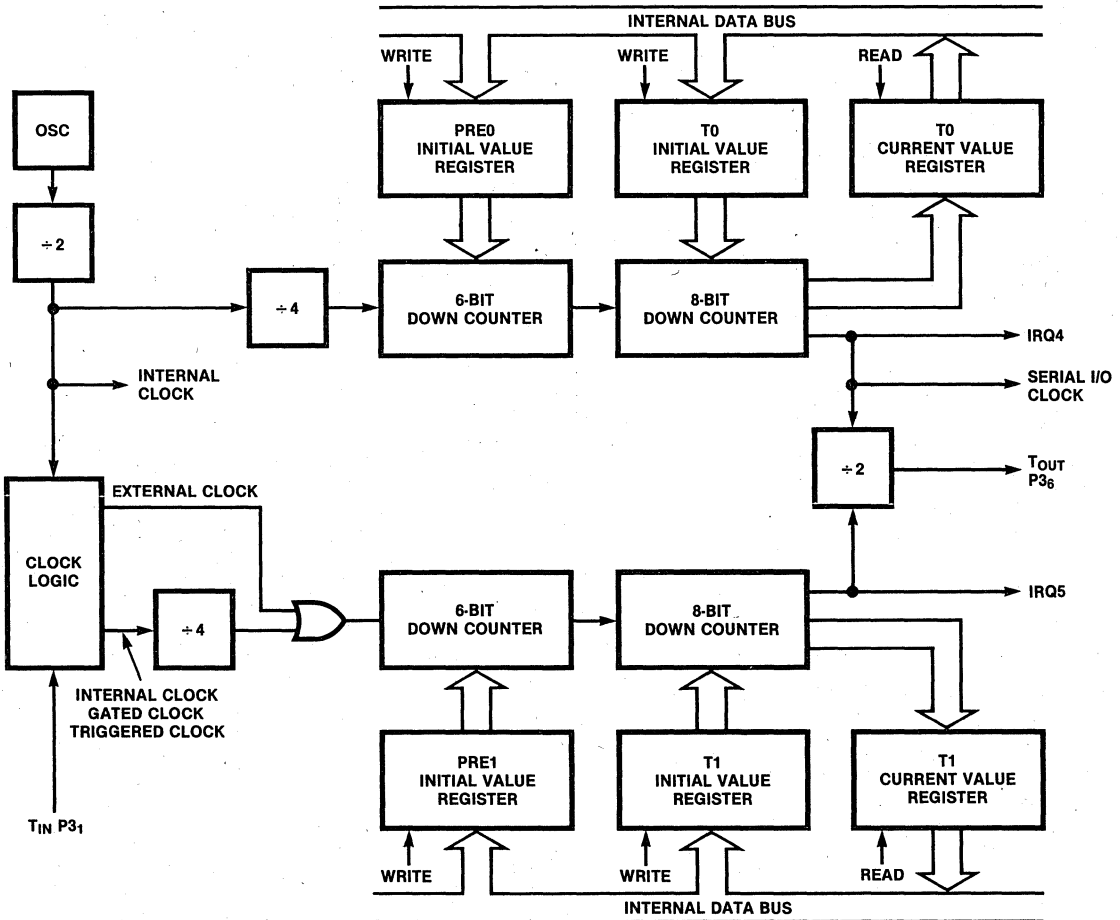 INTERNAL DATA BUS
WRITE
WRITE
READ
OSC
PRE0
INITIAL VALUE
REGISTER
T0
INITIAL VALUE
REGISTER
T0
CURRENT VALUE
REGISTER
÷2
÷4
6-BIT
DOWN COUNTER
8-BIT
DOWN COUNTER
IRQ4
INTERNAL
CLOCK
SERIAL I/O
CLOCK
÷2
TOUT
P36
EXTERNAL CLOCK
CLOCK
LOGIC
÷4
6-BIT
DOWN COUNTER
8-BIT
DOWN COUNTER
IRQ5
INTERNAL CLOCK
GATED CLOCK
TRIGGERED CLOCK
PRE1
INITIAL VALUE
REGISTER
T1
INITIAL VALUE
REGISTER
T1
CURRENT VALUE
REGISTER
TIN P31
WRITE
WRITE
READ
INTERNAL DATA BUS